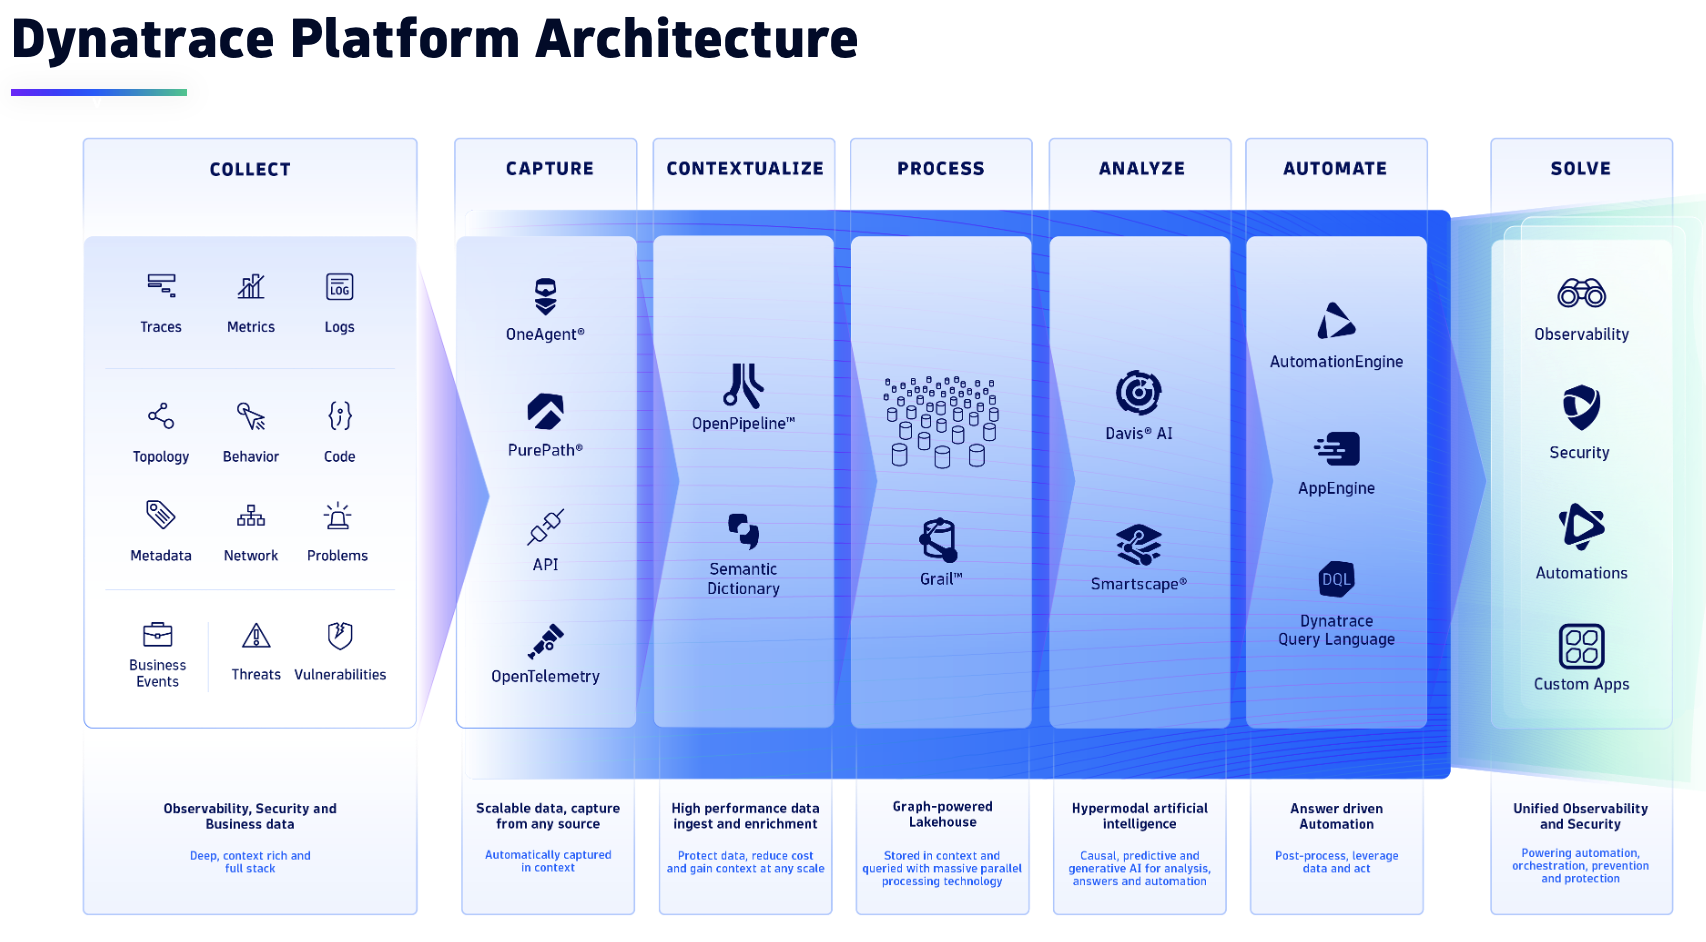 Dynatrace Platform Architecture
COLLECT
Traces
Metrics
Logs
LOG
Topology
Behavior
Code
Metadata
Network
Problems
Business
Events
Threats
Vulnerabilities
Observability, Security and
Business data
Deep, context rich and
full stack
CAPTURE
OneAgent®
PurePath®
API
OpenTelemetry
Scalable data, capture
from any source
Automatically captured
in context
CONTEXTUALIZE
OpenPipeline™
Semantic
Dictionary
High performance data
ingest and enrichment
Protect data, reduce cost
and gain context at any scale
PROCESS
Grail™
Graph-powered
Lakehouse
Stored in context and
queried with massive parallel
processing technology
ANALYZE
Davis® AI
Smartscape®
Hypermodal artificial
intelligence
Causal, predictive and
generative AI for analysis,
answers and automation
AUTOMATE
AutomationEngine
AppEngine
DQL
Dynatrace
Query Language
Answer driven
Automation
Post-process, leverage
data and act
SOLVE
Observability
Security
Automations
Custom Apps
Unified Observability
and Security
Powering automation,
orchestration, prevention
and protection